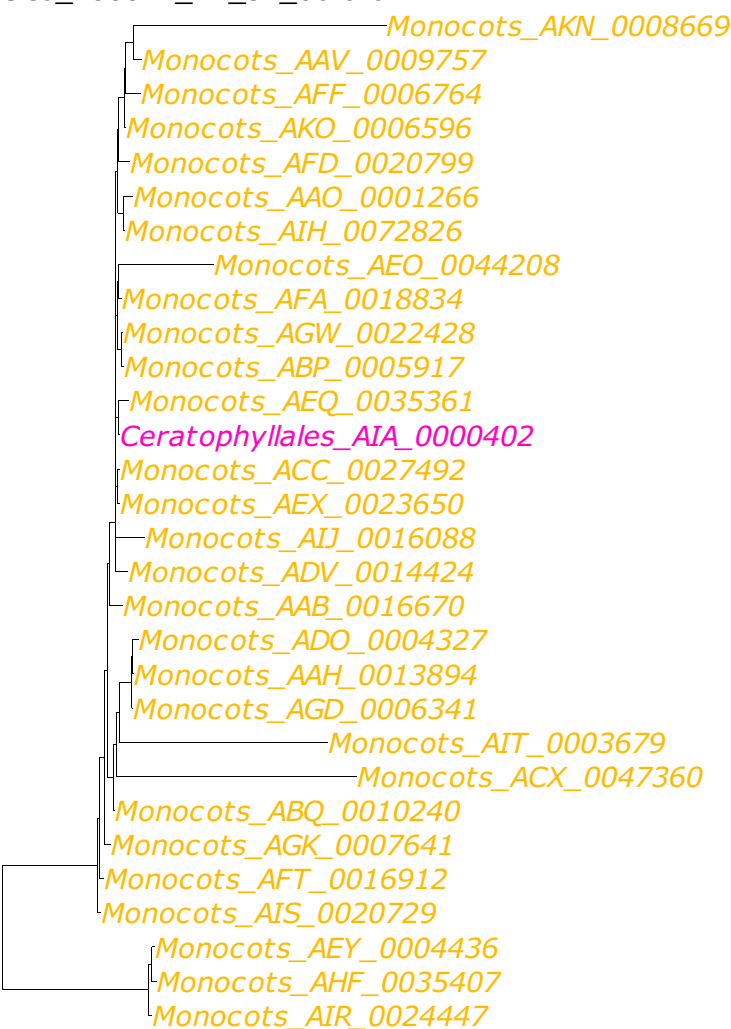 Monocots_AKN_0008669
Monocots_AAV_0009757
Monocots_AFF_0006764
Monocots_AKO_0006596
Monocots_AFD_0020799
Monocots_AAO_0001266
Monocots_AIH_0072826
Monocots_AEO_0044208
Monocots_AFA_0018834
Monocots_AGW_0022428
Monocots_ABP_0005917
Monocots_AEQ_0035361
Ceratophyllales_AIA_0000402
Monocots_ACC_0027492
Monocots_AEX_0023650
Monocots_AIJ_0016088
Monocots_ADV_0014424
Monocots_AAB_0016670
Monocots_ADO_0004327
Monocots_AAH_0013894
Monocots_AGD_0006341
Monocots_AIT_0003679
Monocots_ACX_0047360
Monocots_ABQ_0010240
Monocots_AGK_0007641
Monocots_AFT_0016912
Monocots_AIS_0020729
Monocots_AEY_0004436
Monocots_AHF_0035407
Monocots_AIR_0024447